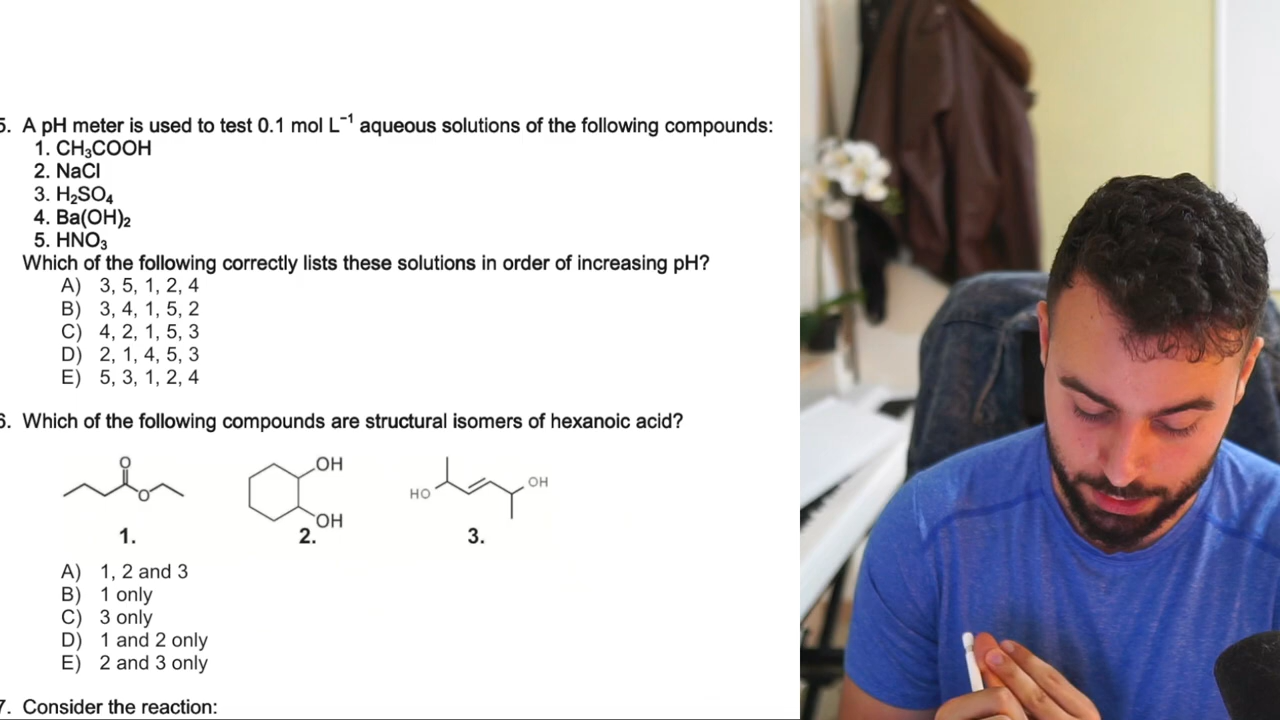 5. A pH meter is used to test 0.1 mol L⁻¹ aqueous solutions of the following compounds:
1. CH₃COOH
2. NaCl
3. H₂SO₄
4. Ba(OH)₂
5. HNO₃
Which of the following correctly lists these solutions in order of increasing pH?
A) 3, 5, 1, 2, 4
B) 3, 4, 1, 5, 2
C) 4, 2, 1, 5, 3
D) 2, 1, 4, 5, 3
E) 5, 3, 1, 2, 4
6. Which of the following compounds are structural isomers of hexanoic acid?
O
O
OH
OH
HO
OH
1.
2.
3.
A) 1, 2 and 3
B) 1 only
C) 3 only
D) 1 and 2 only
E) 2 and 3 only
7. Consider the reaction: